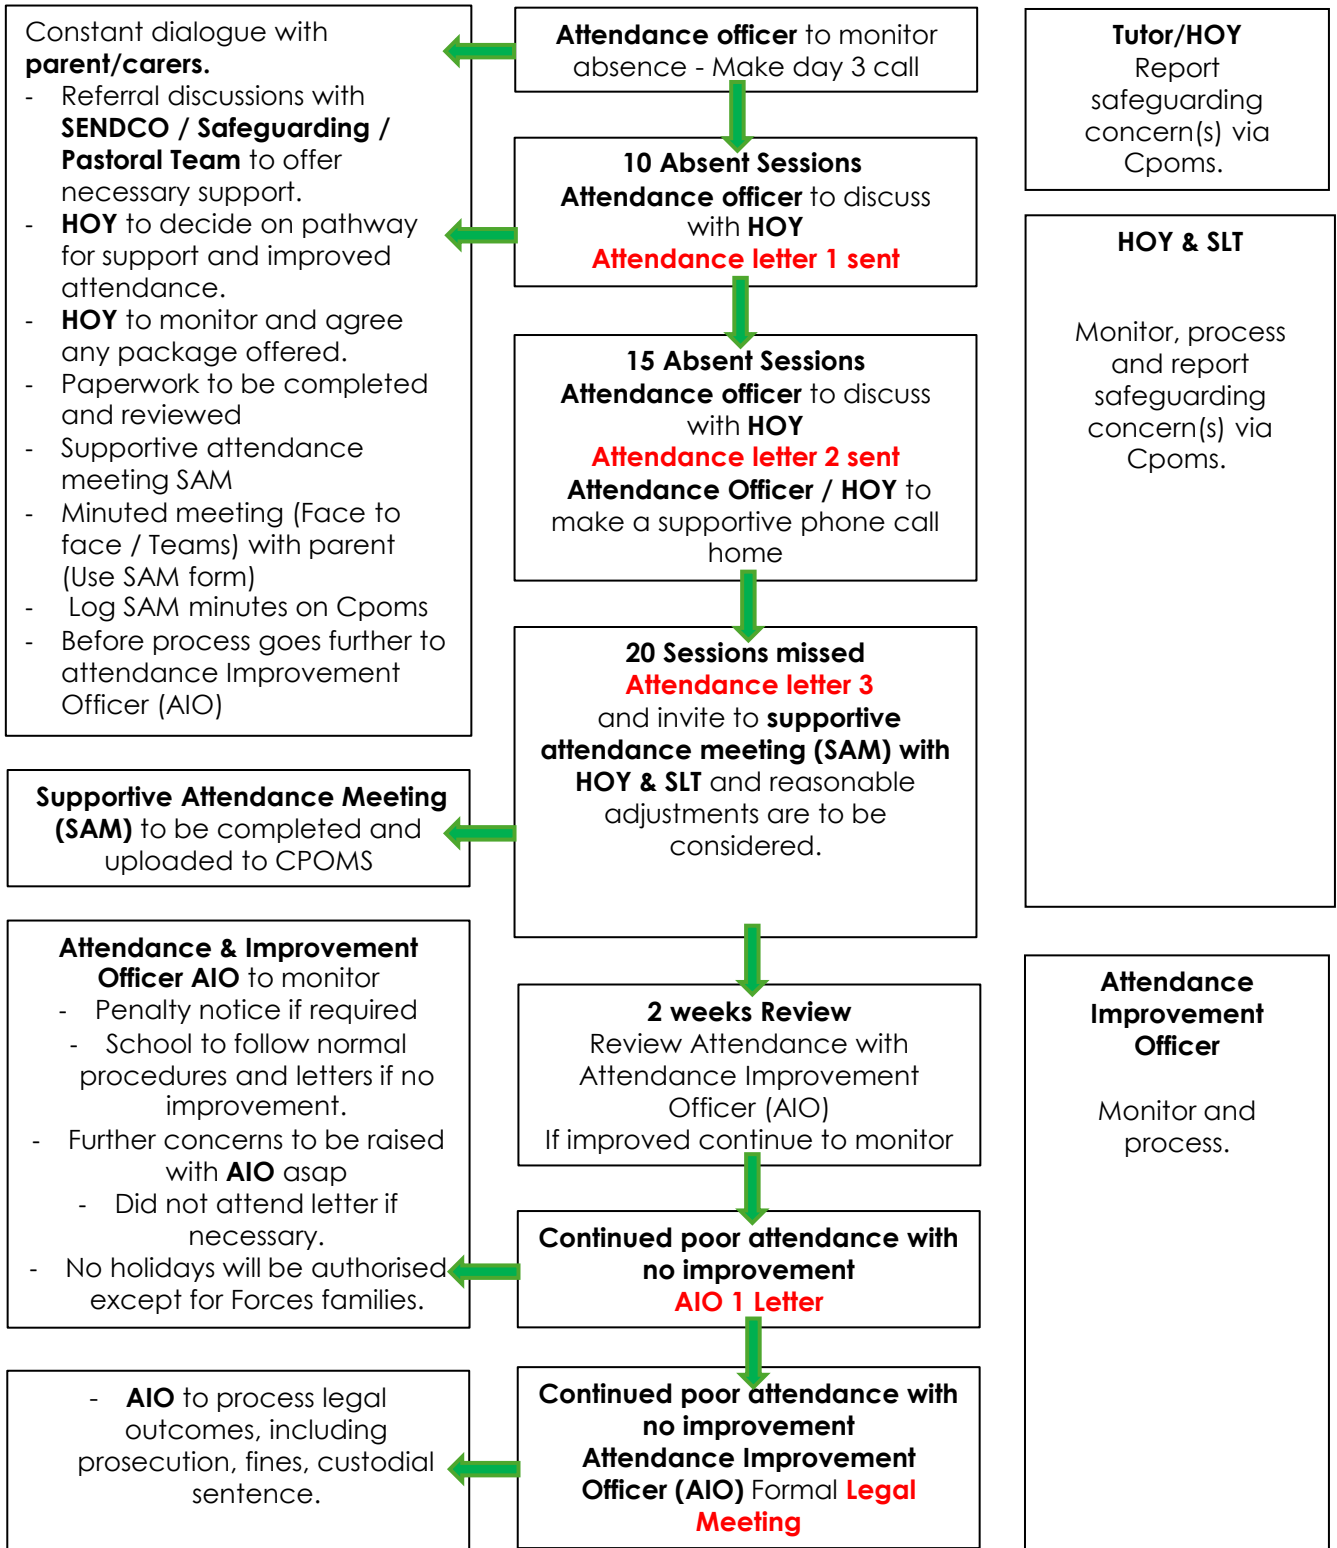 Constant dialogue with
parent/carers.
- Referral discussions with
SENDCO / Safeguarding /
Pastoral Team to offer
necessary support.
- HOY to decide on pathway
for support and improved
attendance.
- HOY to monitor and agree
any package offered.
- Paperwork to be completed
and reviewed
- Supportive attendance
meeting SAM
- Minuted meeting (Face to
face / Teams) with parent
(Use SAM form)
- Log SAM minutes on Cpoms
- Before process goes further to
attendance Improvement
Officer (AIO)
Supportive Attendance Meeting
(SAM) to be completed and
uploaded to CPOMS
Attendance & Improvement
Officer AIO to monitor
- Penalty notice if required
- School to follow normal
procedures and letters if no
improvement.
- Further concerns to be raised
with AIO asap
- Did not attend letter if
necessary.
- No holidays will be authorised
except for Forces families.
- AIO to process legal
outcomes, including
prosecution, fines, custodial
sentence.
Attendance officer to monitor
absence - Make day 3 call
10 Absent Sessions
Attendance officer to discuss
with HOY
Attendance letter 1 sent
15 Absent Sessions
Attendance officer to discuss
with HOY
Attendance letter 2 sent
Attendance Officer / HOY to
make a supportive phone call
home
20 Sessions missed
Attendance letter 3
and invite to supportive
attendance meeting (SAM) with
HOY & SLT and reasonable
adjustments are to be
considered.
2 weeks Review
Review Attendance with
Attendance Improvement
Officer (AIO)
If improved continue to monitor
Continued poor attendance with
no improvement
AIO 1 Letter
Continued poor attendance with
no improvement
Attendance Improvement
Officer (AIO) Formal Legal
Meeting
Tutor/HOY
Report
safeguarding
concern(s) via
Cpoms.
HOY & SLT
Monitor, process
and report
safeguarding
concern(s) via
Cpoms.
Attendance
Improvement
Officer
Monitor and
process.